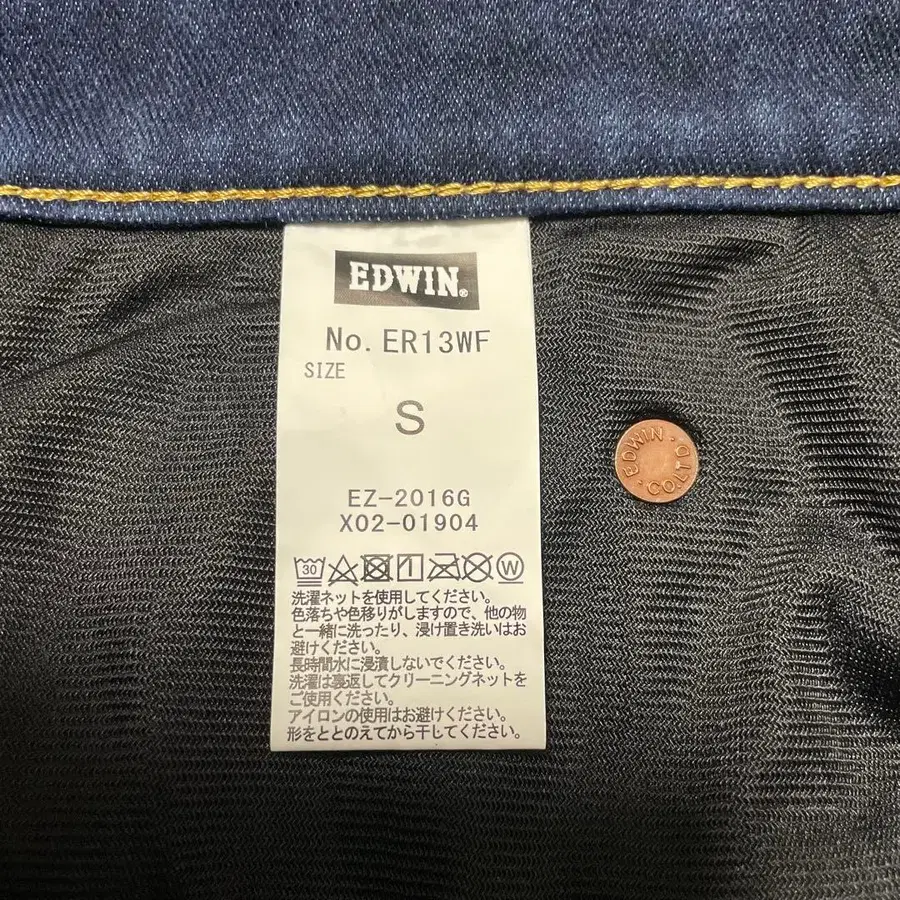 EDWIN®
No. ER13WF
SIZE
S
EZ-2016G
X02-01904
30 W
洗濯ネットを使用してください。
色落ちや色移りがしますので、他の物
と一緒に洗ったり、浸け置き洗いはお
避けください。
長時間水に浸漬しないでください。
洗濯は裏返してクリーニングネットを
ご使用ください。
アイロンの使用はお避けください。
形をととのえてから干してください。
EDWIN · CO.LTD ·